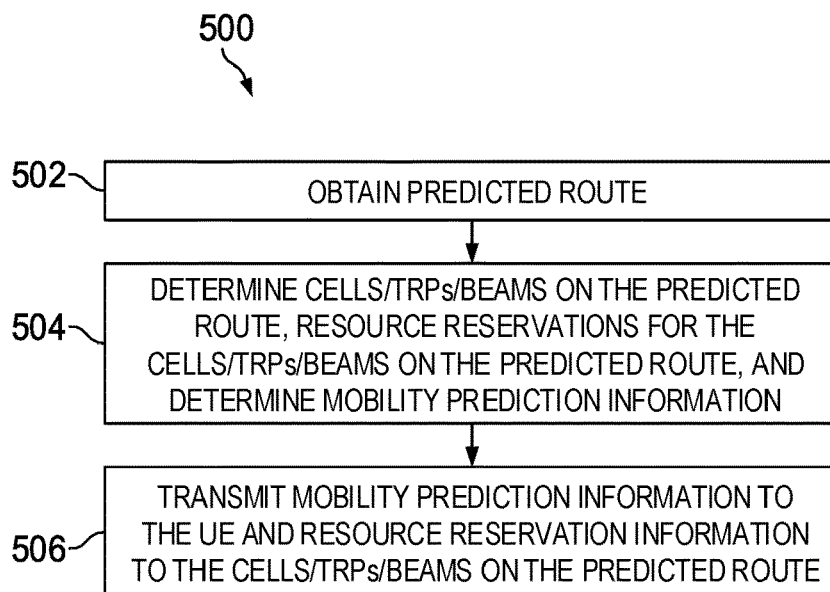 500
502
OBTAIN PREDICTED ROUTE
504
DETERMINE CELLS/TRPs/BEAMS ON THE PREDICTED
ROUTE, RESOURCE RESERVATIONS FOR THE
CELLS/TRPs/BEAMS ON THE PREDICTED ROUTE, AND
DETERMINE MOBILITY PREDICTION INFORMATION
506
TRANSMIT MOBILITY PREDICTION INFORMATION TO
THE UE AND RESOURCE RESERVATION INFORMATION
TO THE CELLS/TRPs/BEAMS ON THE PREDICTED ROUTE